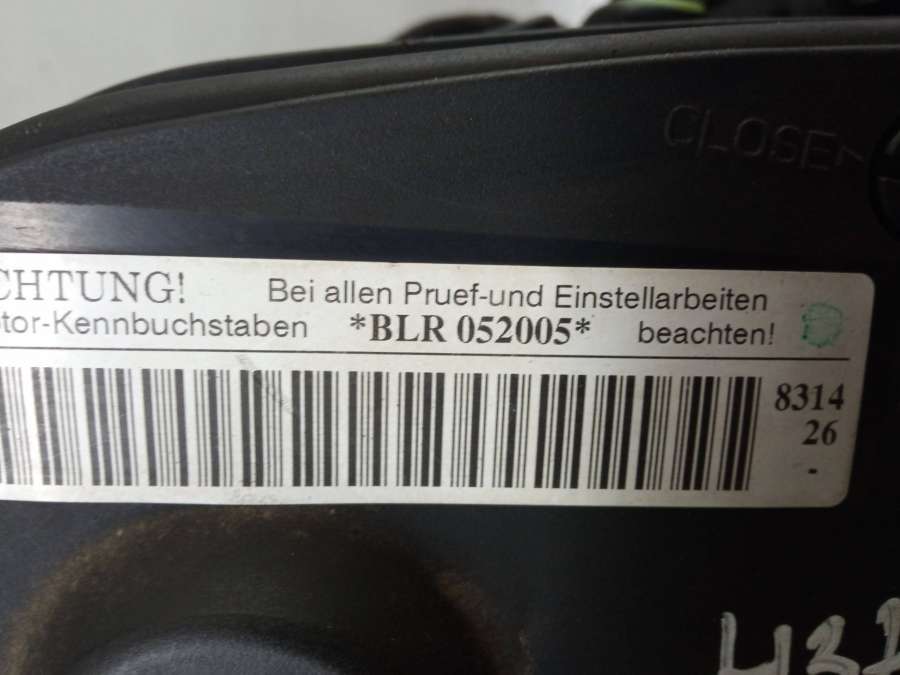 CLOSE
CHTUNG! Bei allen Pruef-und Einstellarbeiten
tor-Kennbuchstaben *BLR 052005* beachten!
8314
26
-